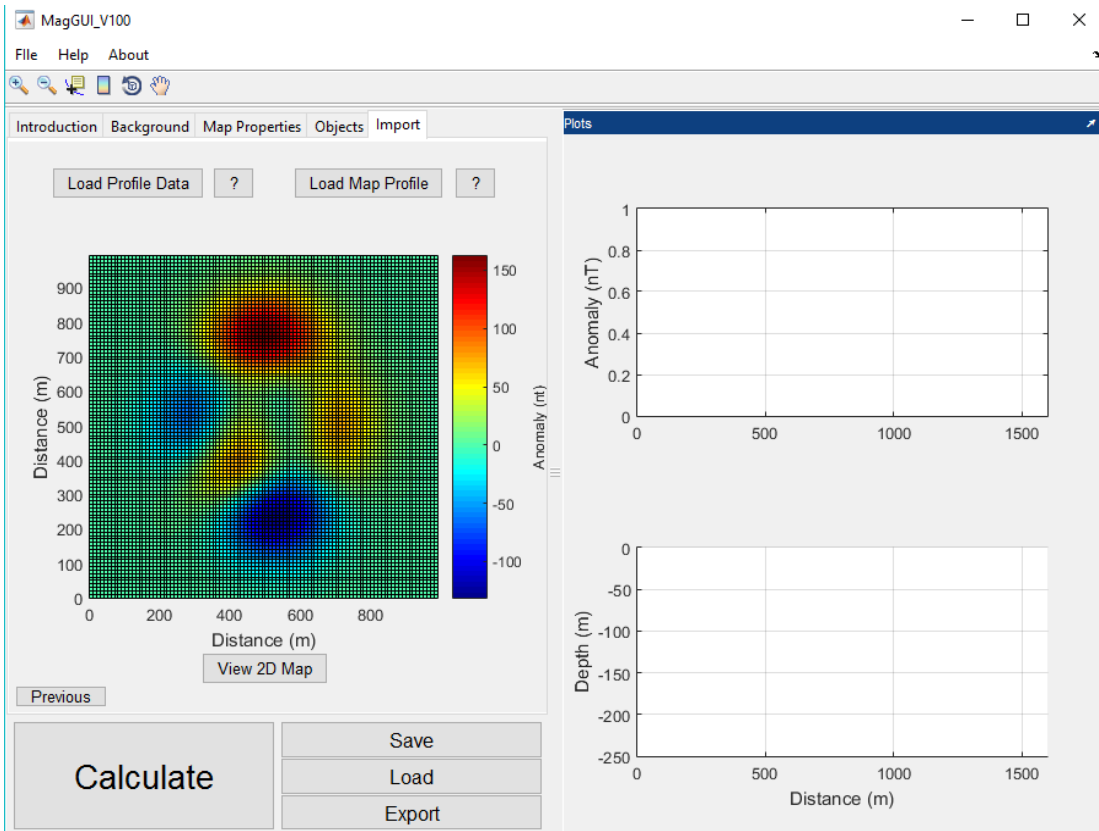 MagGUI_V100
FIle Help About
Introduction Background Map Properties Objects Import
Load Profile Data ? Load Map Profile ?
900
800
700
600
500
400
300
200
100
0
Distance (m)
0 200 400 600 800
Distance (m)
150
100
50
0
-50
-100
Anomaly (nt)
View 2D Map
Previous
Calculate
Save
Load
Export
Plots
1
0.8
0.6
0.4
0.2
0
Anomaly (nT)
0 500 1000 1500
0
-50
-100
-150
-200
-250
Depth (m)
0 500 1000 1500
Distance (m)